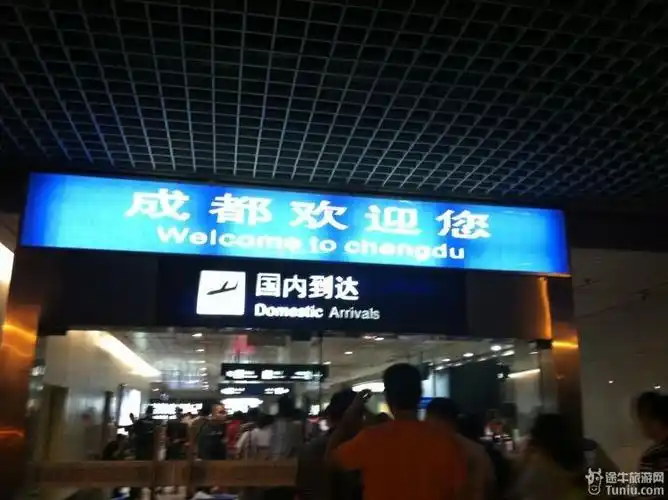 成都欢迎您
Welcome to chengdu
国内到达
Domestic Arrivals
途牛旅游网
Tuniu.com